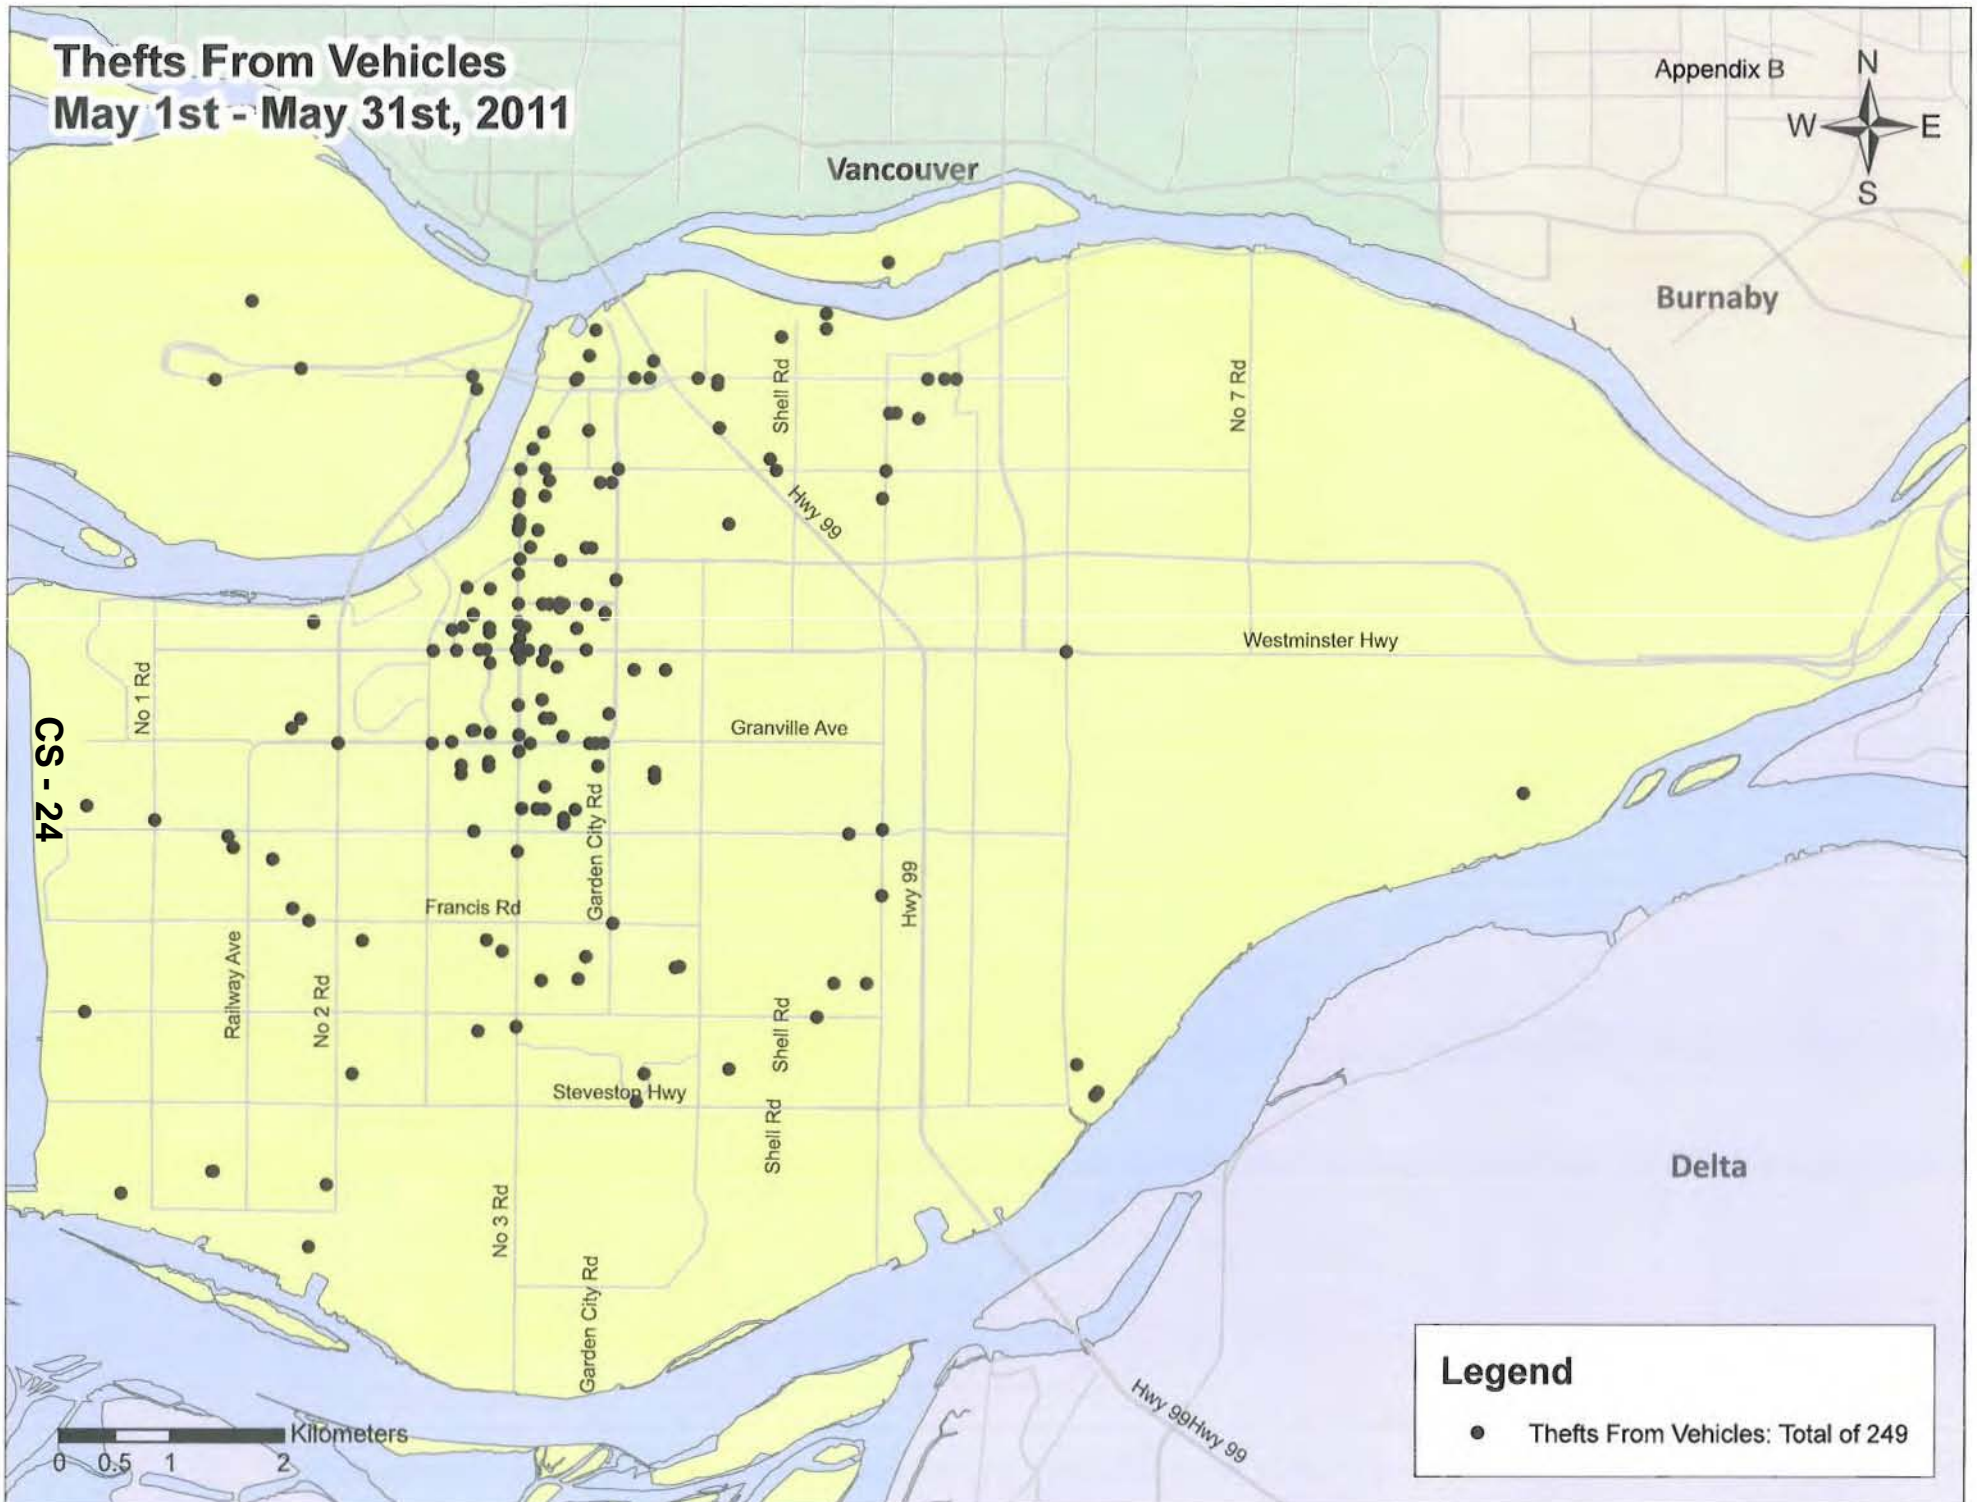 Thefts From Vehicles
May 1st - May 31st, 2011
Appendix B
N
W
E
S
Vancouver
Burnaby
Shell Rd
No 7 Rd
Hwy 99
Westminster Hwy
No 1 Rd
Granville Ave
CS - 24
Garden City Rd
Hwy 99
Francis Rd
Railway Ave
No 2 Rd
Shell Rd
Steveston Hwy
Shell Rd
Delta
No 3 Rd
Garden City Rd
Hwy 99Hwy 99
Kilometers
0 0.5 1 2
Legend
Thefts From Vehicles: Total of 249